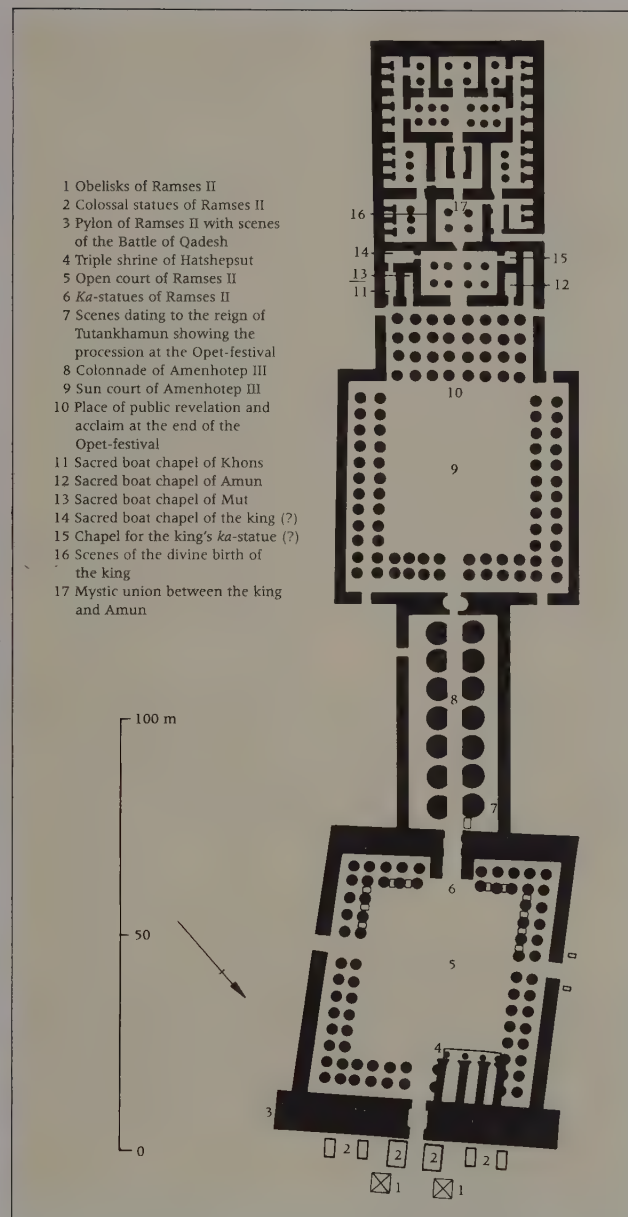 1 Obelisks of Ramses II
2 Colossal statues of Ramses II
3 Pylon of Ramses II with scenes
of the Battle of Qadesh
4 Triple shrine of Hatshepsut
5 Open court of Ramses II
6 Ka-statues of Ramses II
7 Scenes dating to the reign of
Tutankhamun showing the
procession at the Opet-festival
8 Colonnade of Amenhotep III
9 Sun court of Amenhotep III
10 Place of public revelation and
acclaim at the end of the
Opet-festival
11 Sacred boat chapel of Khons
12 Sacred boat chapel of Amun
13 Sacred boat chapel of Mut
14 Sacred boat chapel of the king (?)
15 Chapel for the king's ka-statue (?)
16 Scenes of the divine birth of
the king
17 Mystic union between the king
and Amun
17
16
14 15
13
11 12
10
9
8
100 m
7
6
50
5
4
3
0
2 2 2 2
1 1